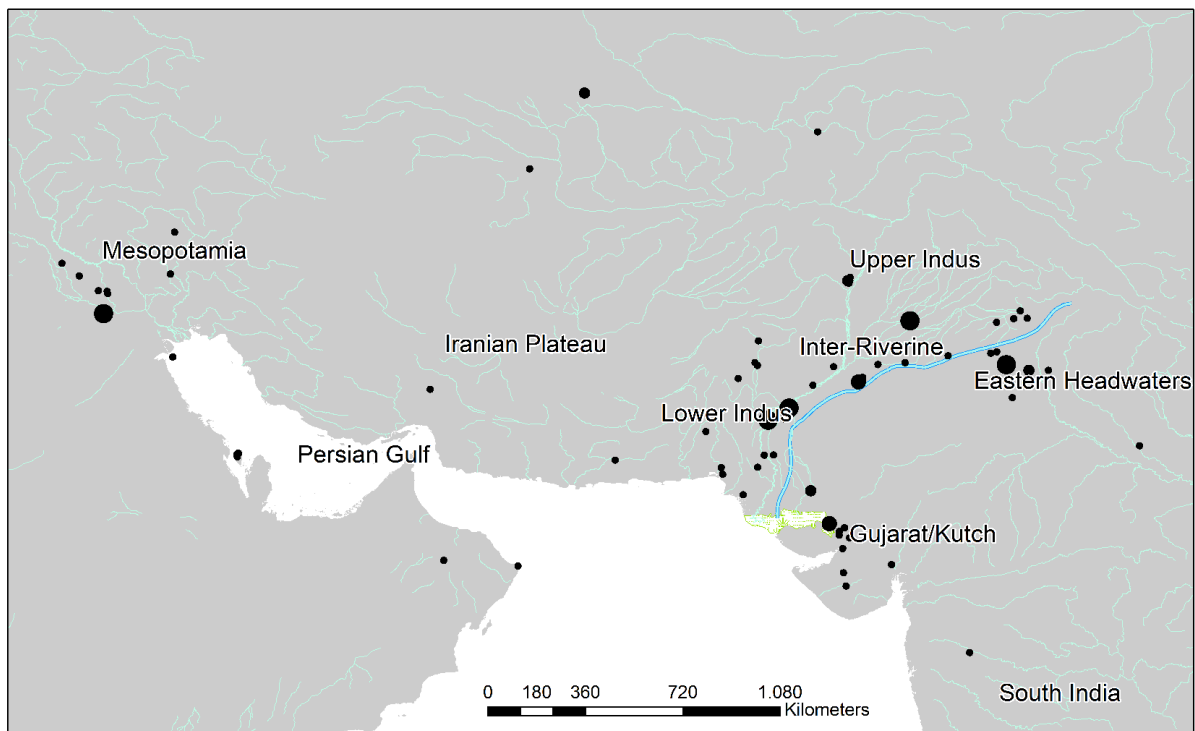 Mesopotamia
Upper Indus
Iranian Plateau
Inter-Riverine
Eastern Headwaters
Lower Indus
Persian Gulf
Gujarat/Kutch
0 180 360 720 1.080
Kilometers
South India